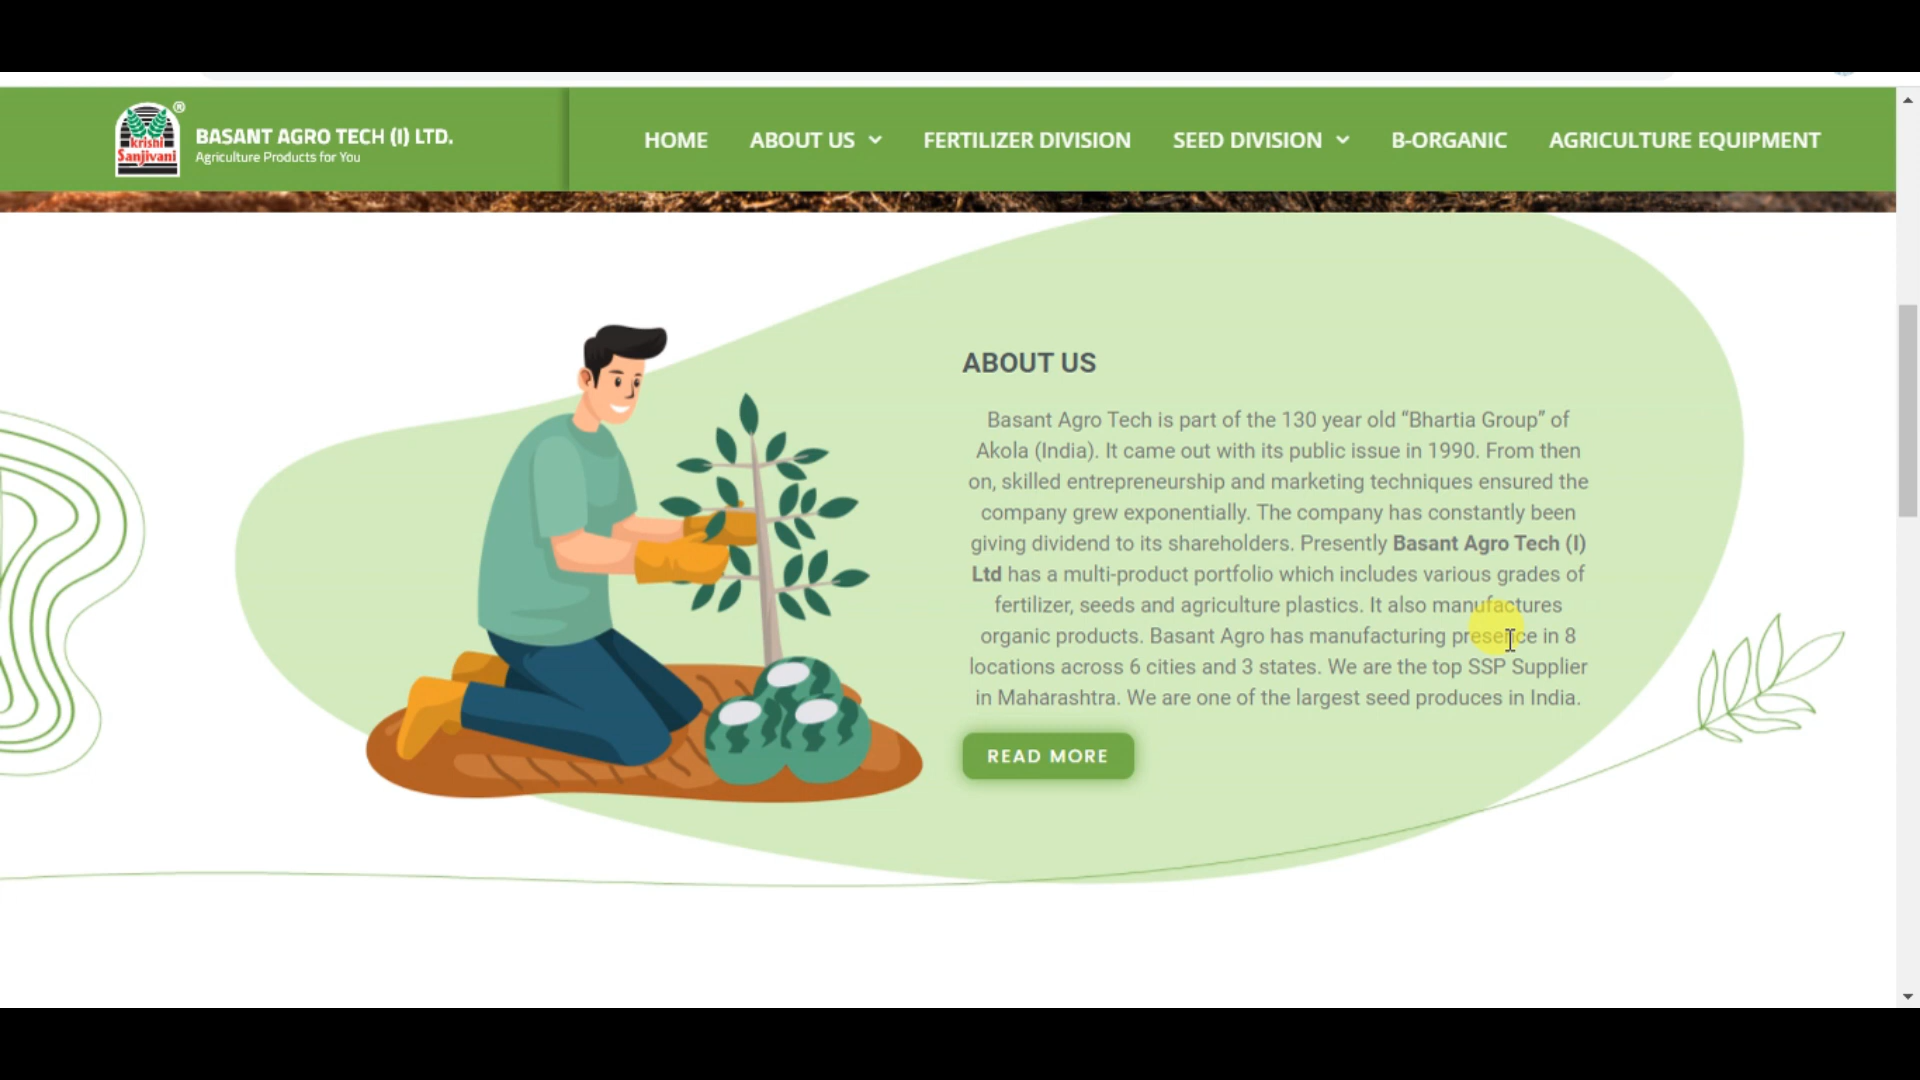 krishi
Sanjivani
®
BASANT AGRO TECH (I) LTD.
Agriculture Products for You
HOME
ABOUT US
FERTILIZER DIVISION
SEED DIVISION
B-ORGANIC
AGRICULTURE EQUIPMENT
ABOUT US
Basant Agro Tech is part of the 130 year old “Bhartia Group” of
Akola (India). It came out with its public issue in 1990. From then
on, skilled entrepreneurship and marketing techniques ensured the
company grew exponentially. The company has constantly been
giving dividend to its shareholders. Presently Basant Agro Tech (I)
Ltd has a multi-product portfolio which includes various grades of
fertilizer, seeds and agriculture plastics. It also manufactures
organic products. Basant Agro has manufacturing presence in 8
locations across 6 cities and 3 states. We are the top SSP Supplier
in Maharashtra. We are one of the largest seed produces in India.
READ MORE